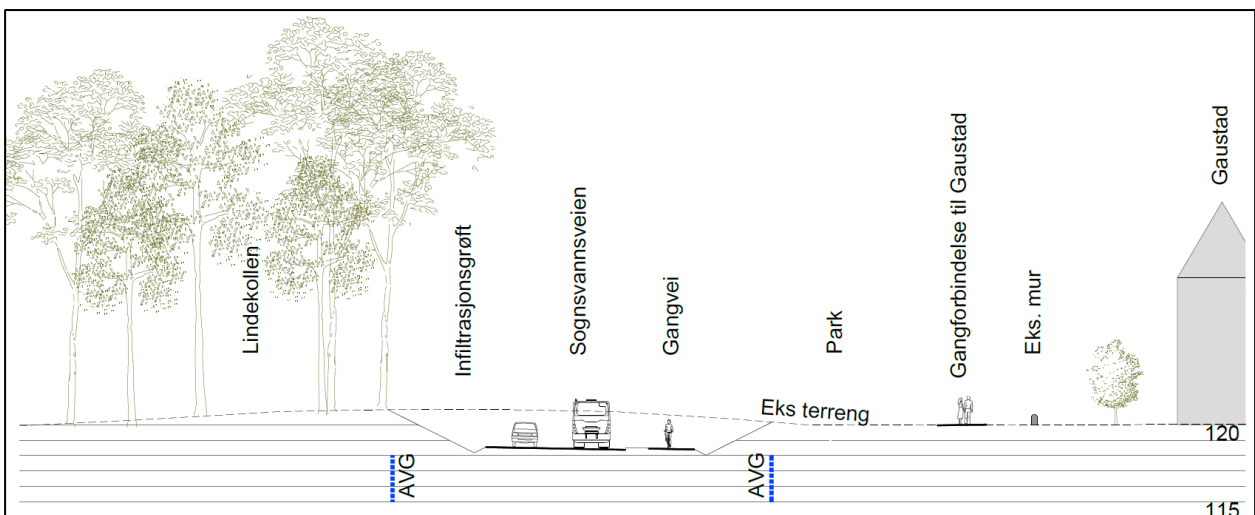 Lindekollen
Infiltrasjonsgrøft
Sognsvannsveien
Gangvei
Park
Gangforbindelse til Gaustad
Eks. mur
Gaustad
Eks terreng
120
AVG
AVG
115